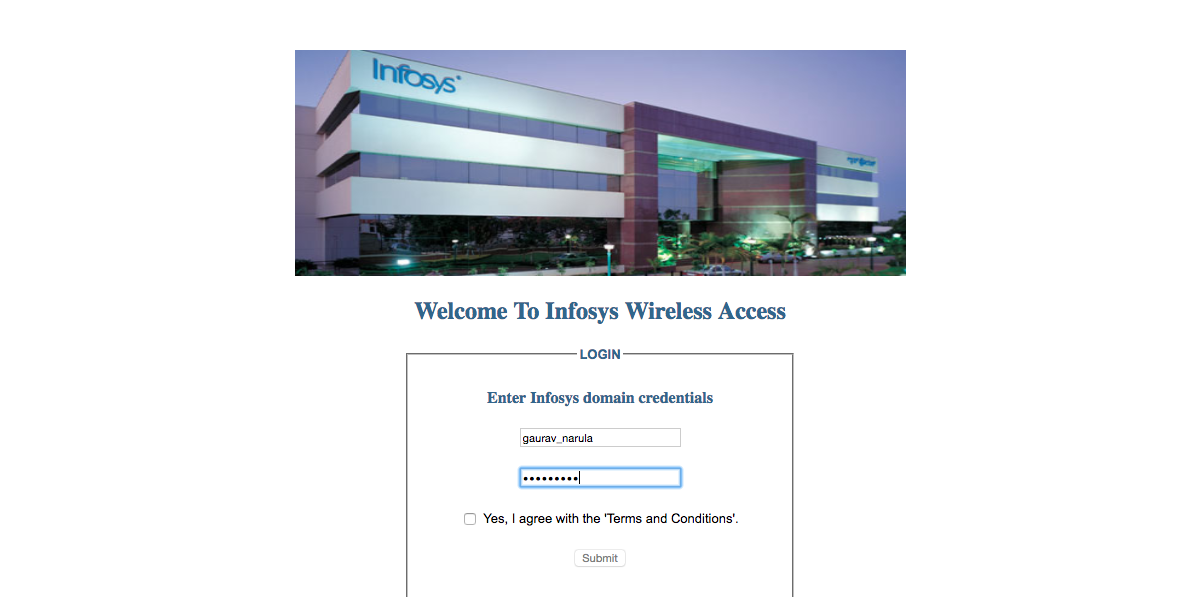 Infosys
Welcome To Infosys Wireless Access
LOGIN
Enter Infosys domain credentials
gaurav_narula
•••••••••
Yes, I agree with the 'Terms and Conditions'.
Submit